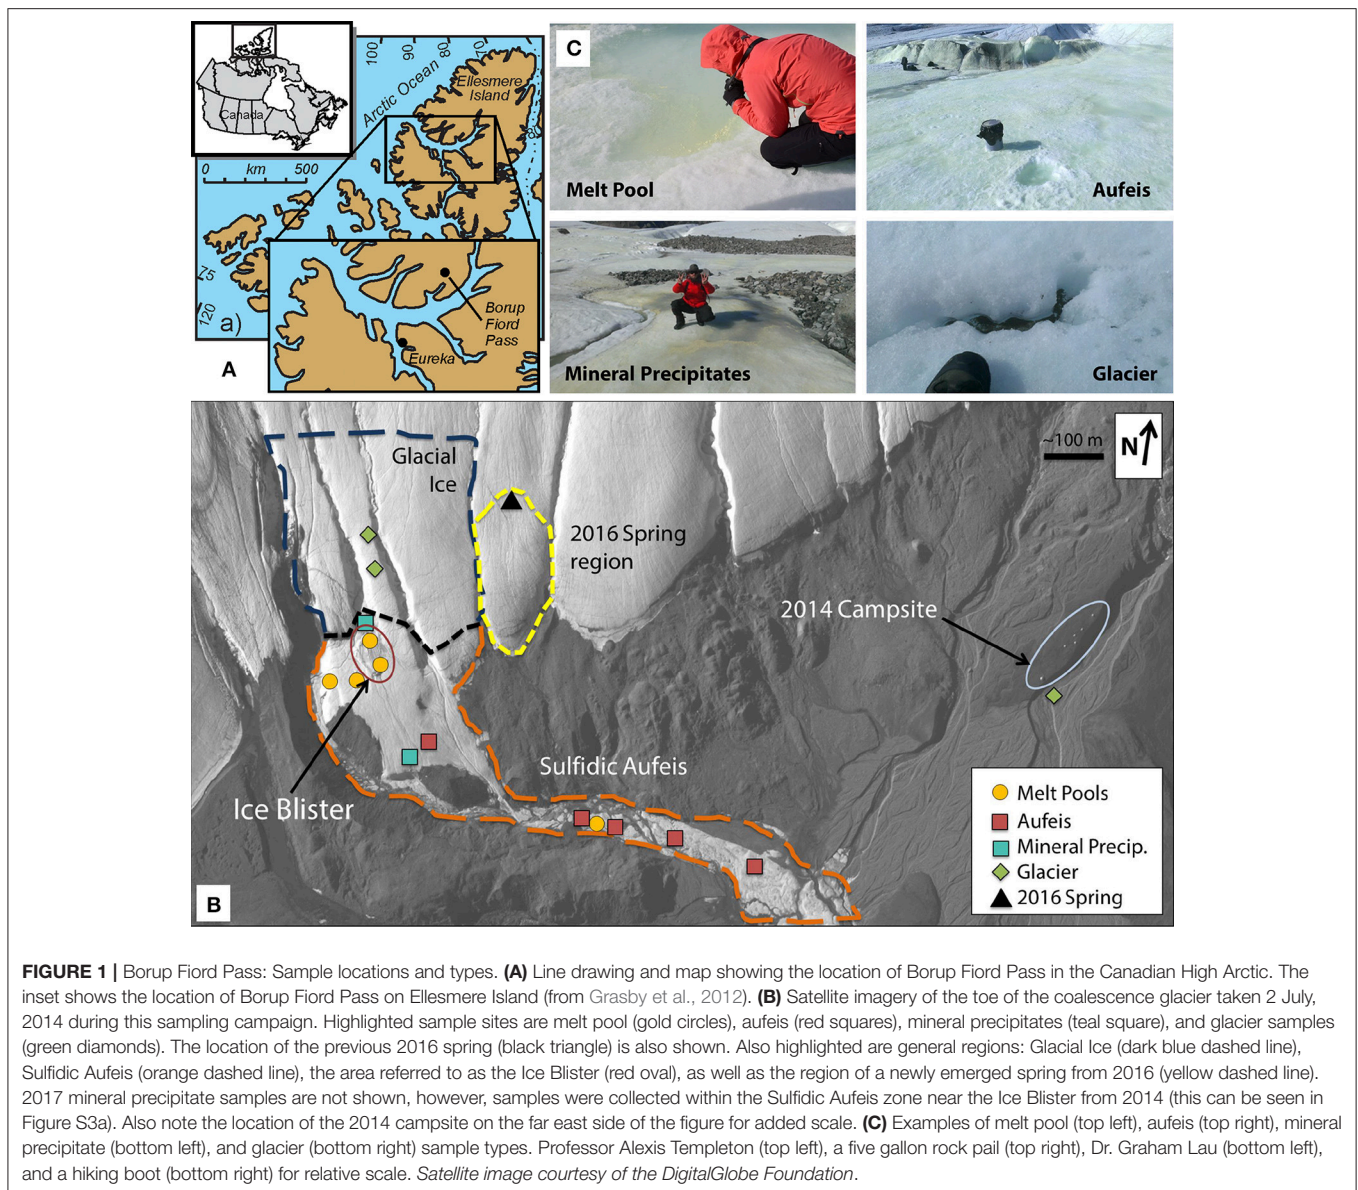 Canada
Arctic Ocean
100
90
80
70
80
Ellesmere
Island
0 km 500
75
120
a)
Borup
Fiord
Pass
Eureka
A
C
Melt Pool
Aufeis
Mineral Precipitates
Glacier
Glacial
Ice
~100 m
N
2016 Spring
region
2014 Campsite
Sulfidic Aufeis
Ice Blister
Melt Pools
Aufeis
Mineral Precip.
Glacier
2016 Spring
B
FIGURE 1 | Borup Fiord Pass: Sample locations and types. (A) Line drawing and map showing the location of Borup Fiord Pass in the Canadian High Arctic. The
inset shows the location of Borup Fiord Pass on Ellesmere Island (from Grasby et al., 2012). (B) Satellite imagery of the toe of the coalescence glacier taken 2 July,
2014 during this sampling campaign. Highlighted sample sites are melt pool (gold circles), aufeis (red squares), mineral precipitates (teal square), and glacier samples
(green diamonds). The location of the previous 2016 spring (black triangle) is also shown. Also highlighted are general regions: Glacial Ice (dark blue dashed line),
Sulfidic Aufeis (orange dashed line), the area referred to as the Ice Blister (red oval), as well as the region of a newly emerged spring from 2016 (yellow dashed line).
2017 mineral precipitate samples are not shown, however, samples were collected within the Sulfidic Aufeis zone near the Ice Blister from 2014 (this can be seen in
Figure S3a). Also note the location of the 2014 campsite on the far east side of the figure for added scale. (C) Examples of melt pool (top left), aufeis (top right), mineral
precipitate (bottom left), and glacier (bottom right) sample types. Professor Alexis Templeton (top left), a five gallon rock pail (top right), Dr. Graham Lau (bottom left),
and a hiking boot (bottom right) for relative scale. Satellite image courtesy of the DigitalGlobe Foundation.